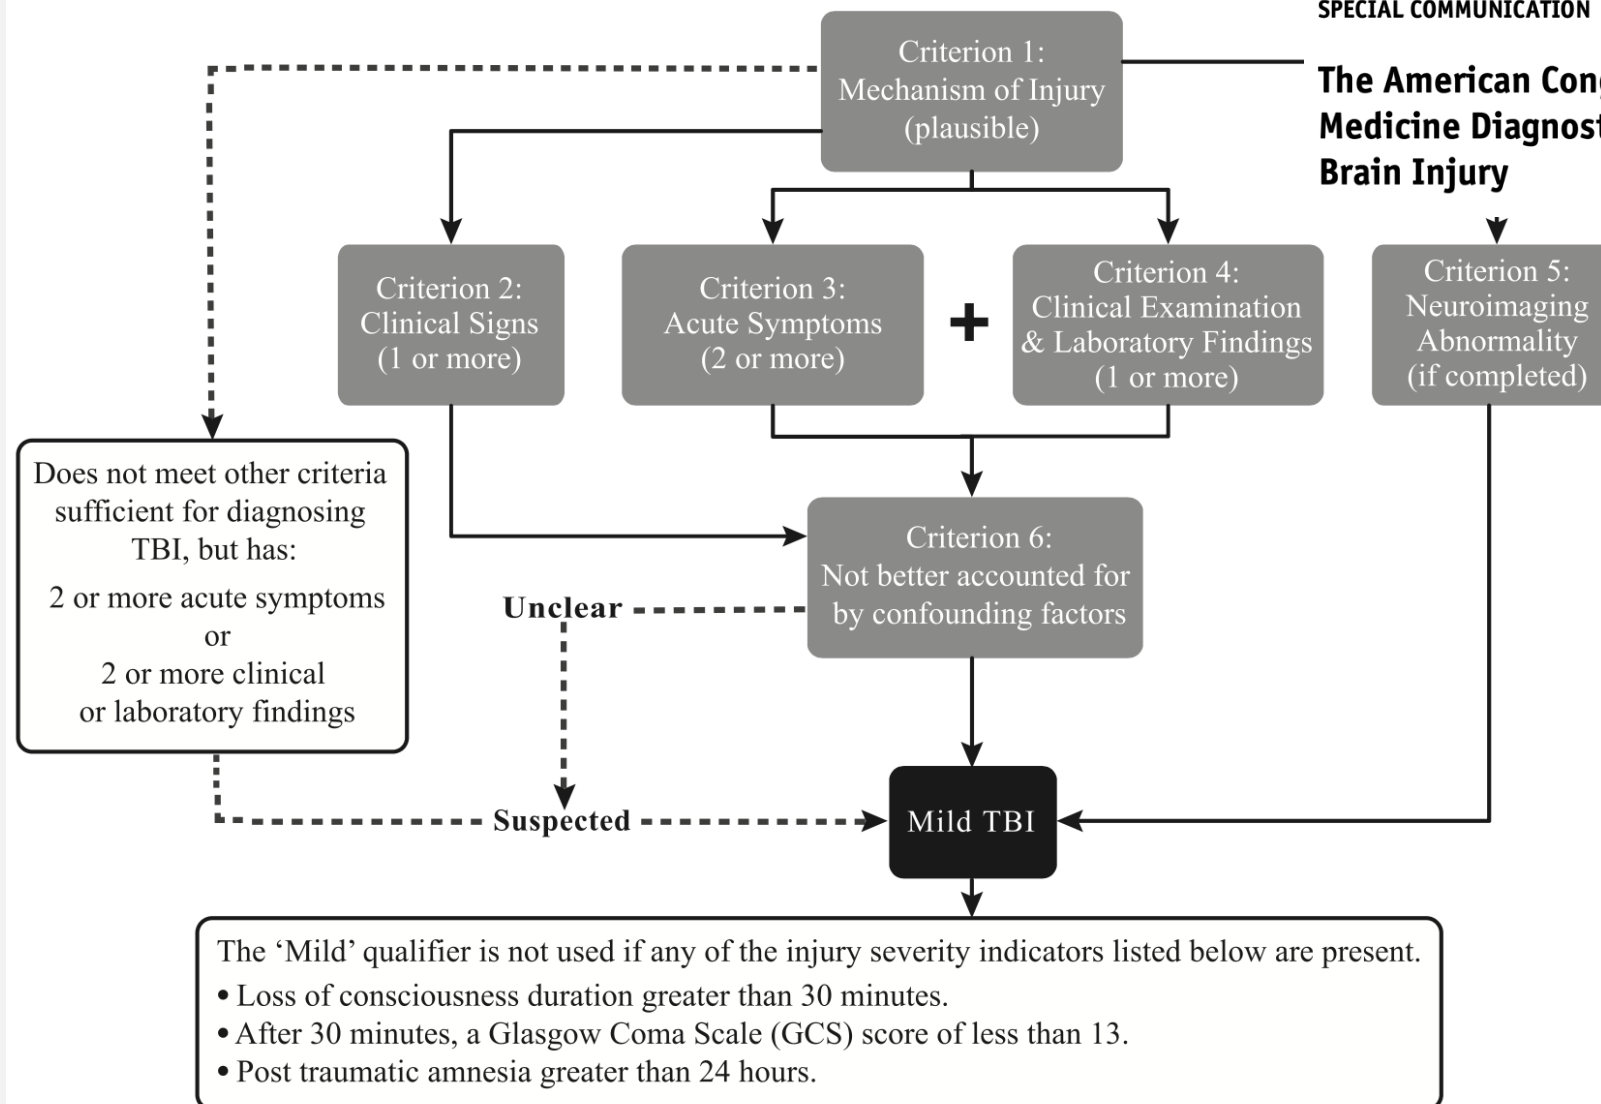 SPECIAL COMMUNICATION
The American Cong
Medicine Diagnost
Brain Injury
Criterion 1:
Mechanism of Injury
(plausible)
Criterion 2:
Clinical Signs
(1 or more)
Criterion 3:
Acute Symptoms
(2 or more)
+
Criterion 4:
Clinical Examination
& Laboratory Findings
(1 or more)
Criterion 5:
Neuroimaging
Abnormality
(if completed)
Does not meet other criteria
sufficient for diagnosing
TBI, but has:
2 or more acute symptoms
or
2 or more clinical
or laboratory findings
Criterion 6:
Not better accounted for
by confounding factors
Unclear
Suspected
Mild TBI
The ‘Mild’ qualifier is not used if any of the injury severity indicators listed below are present.
• Loss of consciousness duration greater than 30 minutes.
• After 30 minutes, a Glasgow Coma Scale (GCS) score of less than 13.
• Post traumatic amnesia greater than 24 hours.